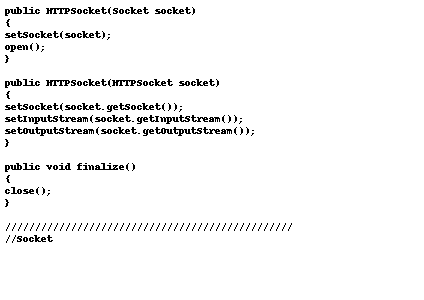 public HTTPSocket(Socket socket)
{
setSocket(socket);
open();
}
public HTTPSocket(HTTPSocket socket)
{
setSocket(socket.getSocket());
setInputStream(socket.getInputStream());
setOutputStream(socket.getOutputStream());
}
public void finalize()
{
close();
}
////////////////////////////////////////////////
//Socket